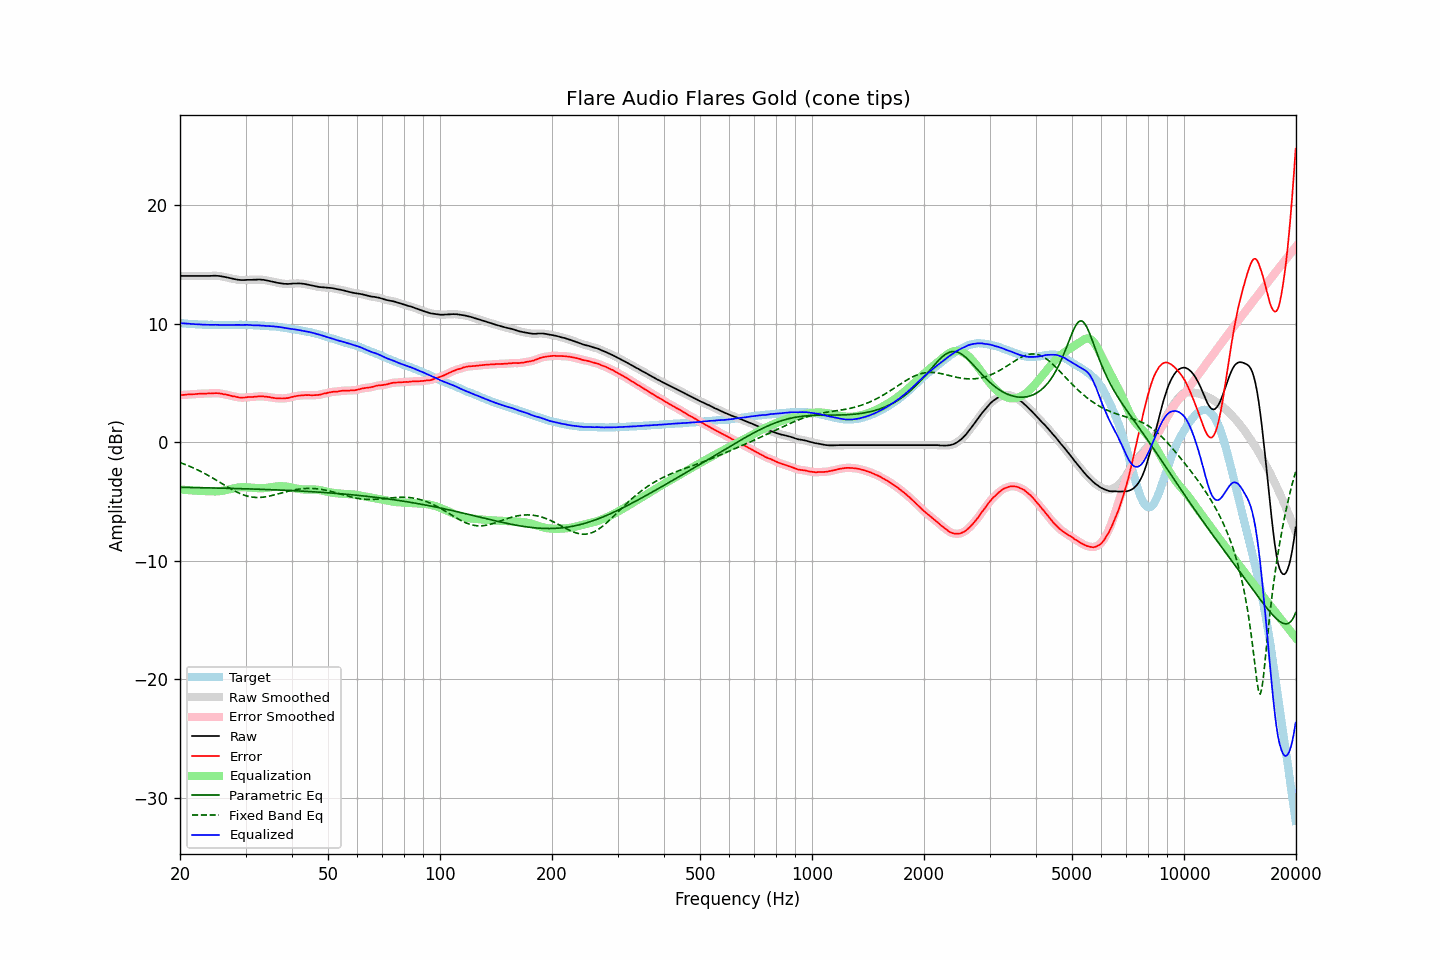 Flare Audio Flares Gold (cone tips)
Amplitude (dBr)
20
10
0
−10
−20
−30
Target
Raw Smoothed
Error Smoothed
Raw
Error
Equalization
Parametric Eq
Fixed Band Eq
Equalized
20 50 100 200 500 1000 2000 5000 10000 20000
Frequency (Hz)